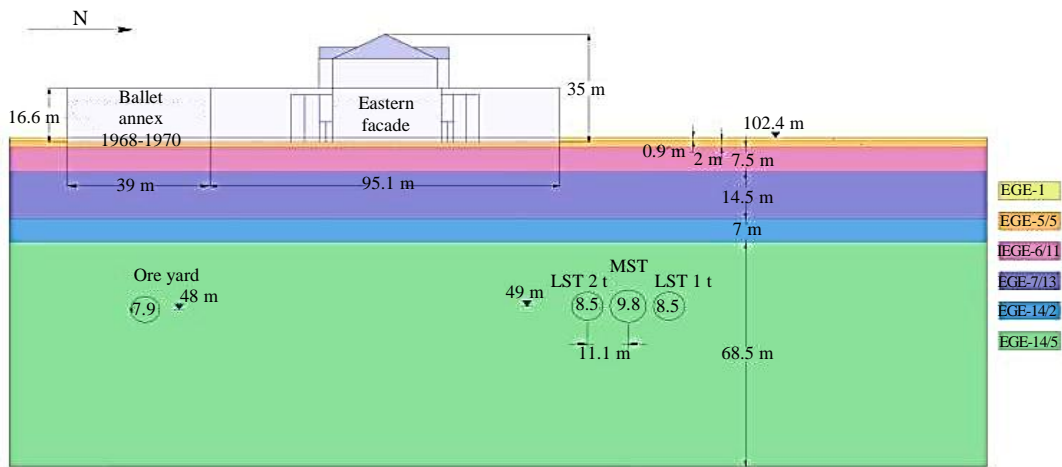 N
Ballet
annex
1968-1970
Eastern
facade
16.6 m
35 m
102.4 m
0.9 m
2 m
7.5 m
39 m
95.1 m
14.5 m
7 m
EGE-1
EGE-5/5
IEGE-6/11
EGE-7/13
EGE-14/2
EGE-14/5
Ore yard
48 m
7.9
49 m
LST 2 t
MST
LST 1 t
8.5
9.8
8.5
11.1 m
68.5 m